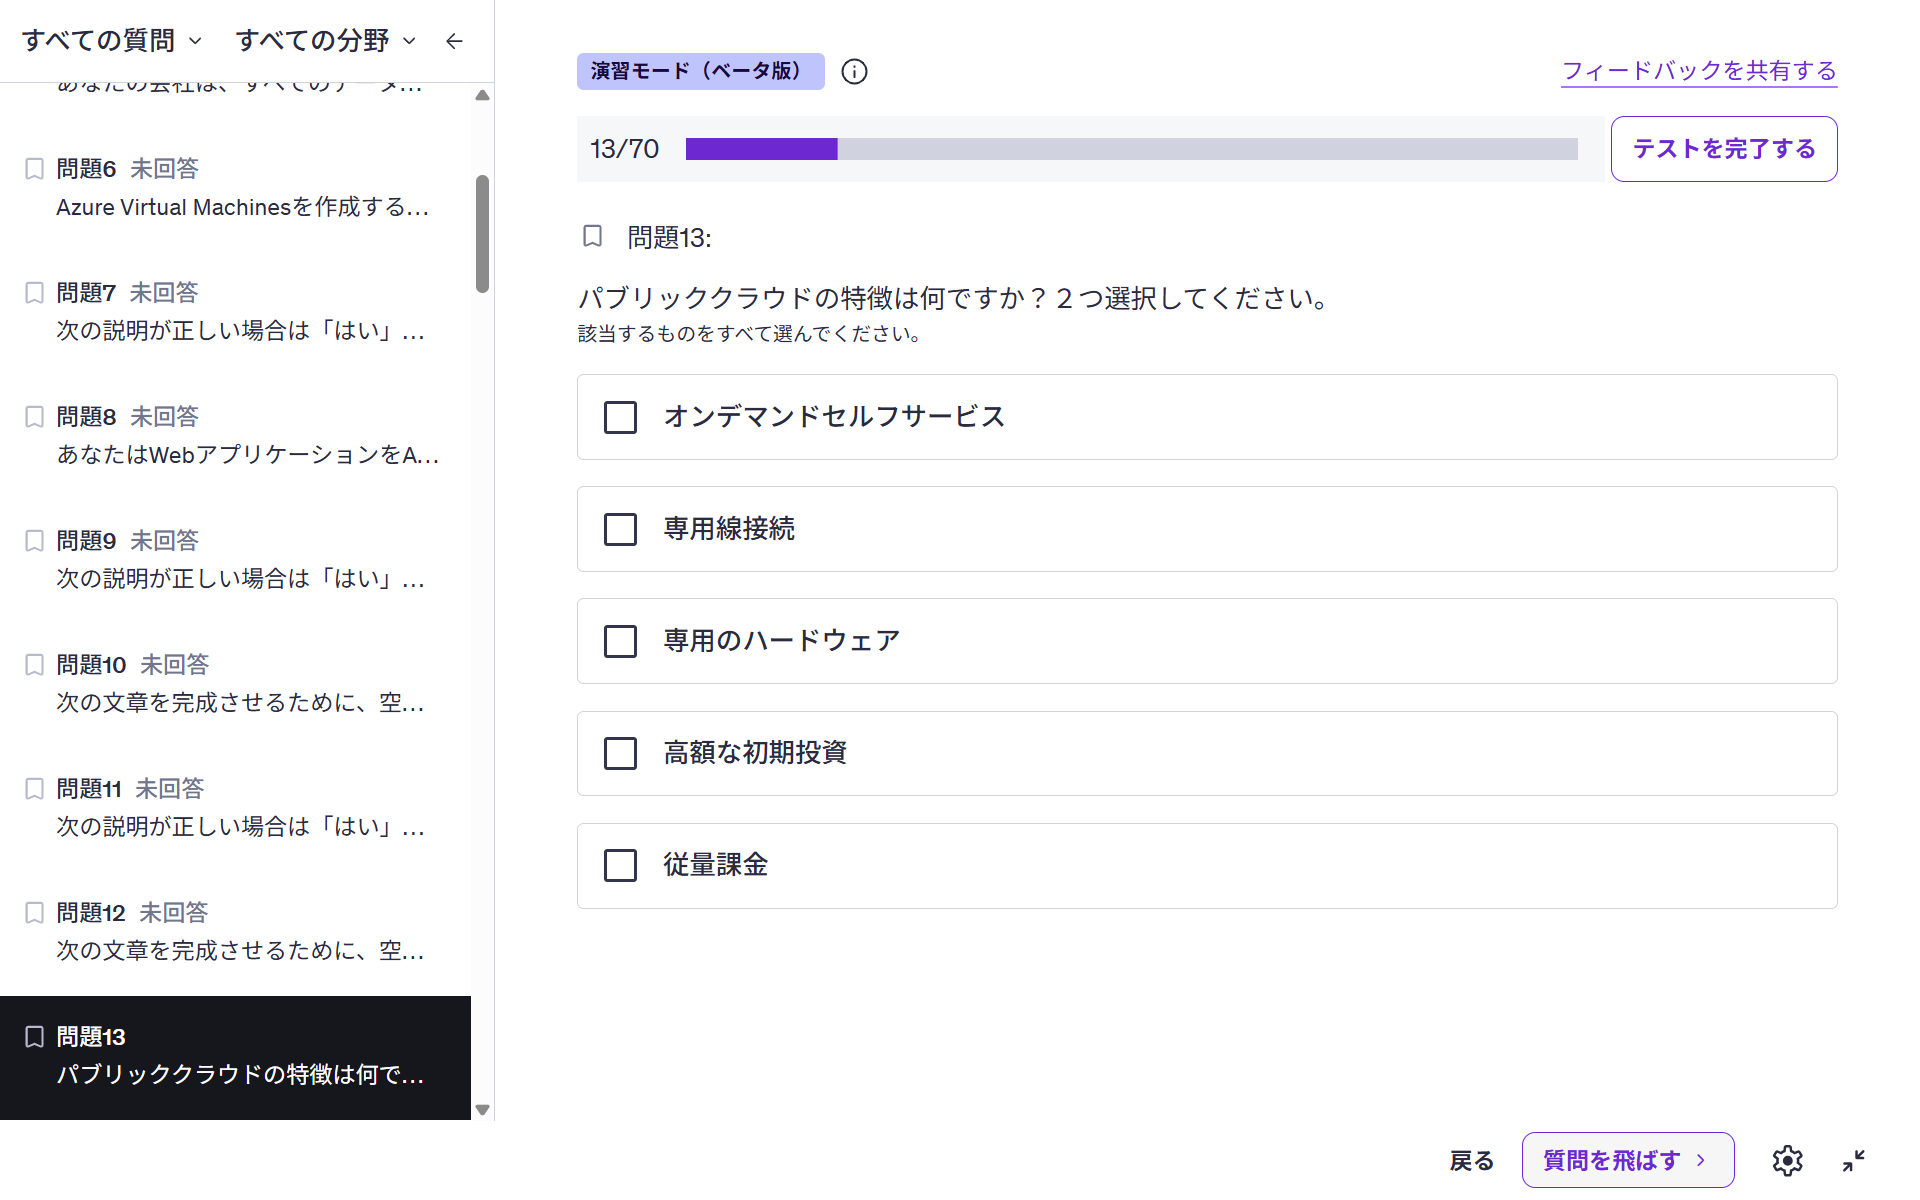 すべての質問
すべての分野
あなたの会社は、すべてのデータ...
問題6 未回答
Azure Virtual Machinesを作成する...
問題7 未回答
次の説明が正しい場合は「はい」...
問題8 未回答
あなたはWebアプリケーションをA...
問題9 未回答
次の説明が正しい場合は「はい」...
問題10 未回答
次の文章を完成させるために、空...
問題11 未回答
次の説明が正しい場合は「はい」...
問題12 未回答
次の文章を完成させるために、空...
問題13
パブリッククラウドの特徴は何で...
演習モード（ベータ版）
フィードバックを共有する
13/70
テストを完了する
問題13:
パブリッククラウドの特徴は何ですか？２つ選択してください。
該当するものをすべて選んでください。
オンデマンドセルフサービス
専用線接続
専用のハードウェア
高額な初期投資
従量課金
戻る
質問を飛ばす